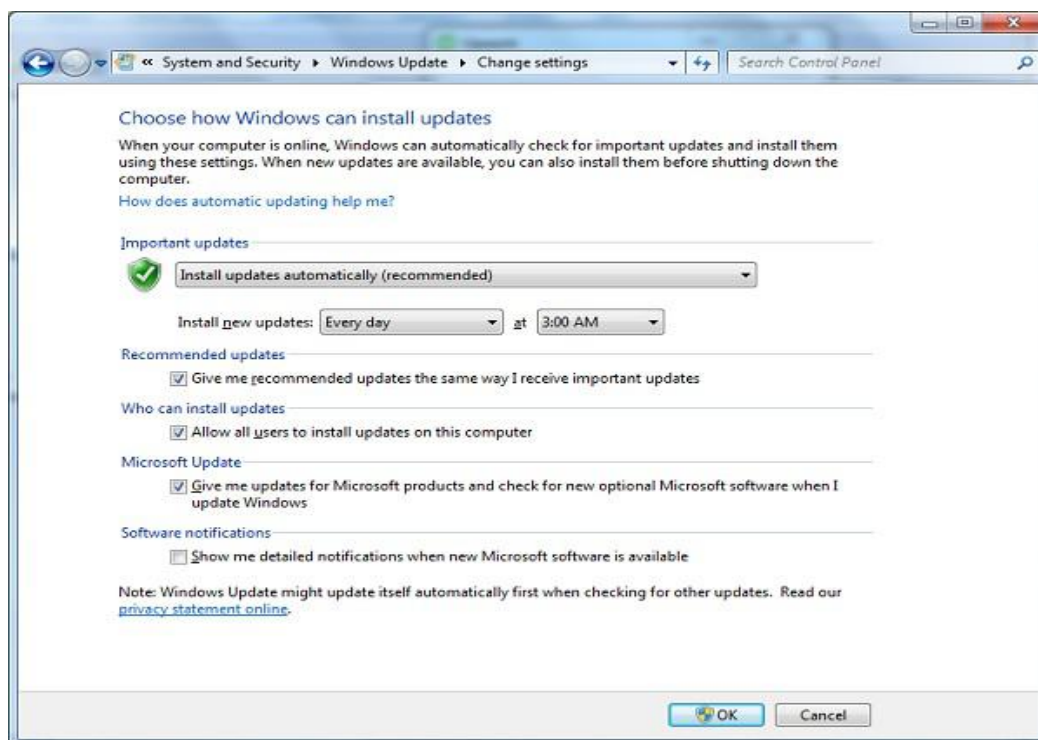 « System and Security ▸ Windows Update ▸ Change settings
Search Control Panel
Choose how Windows can install updates
When your computer is online, Windows can automatically check for important updates and install them
using these settings. When new updates are available, you can also install them before shutting down the
computer.
How does automatic updating help me?
Important updates
Install updates automatically (recommended)
Install new updates: Every day at 3:00 AM
Recommended updates
Give me recommended updates the same way I receive important updates
Who can install updates
Allow all users to install updates on this computer
Microsoft Update
Give me updates for Microsoft products and check for new optional Microsoft software when I
update Windows
Software notifications
Show me detailed notifications when new Microsoft software is available
Note: Windows Update might update itself automatically first when checking for other updates. Read our
privacy statement online.
OK
Cancel